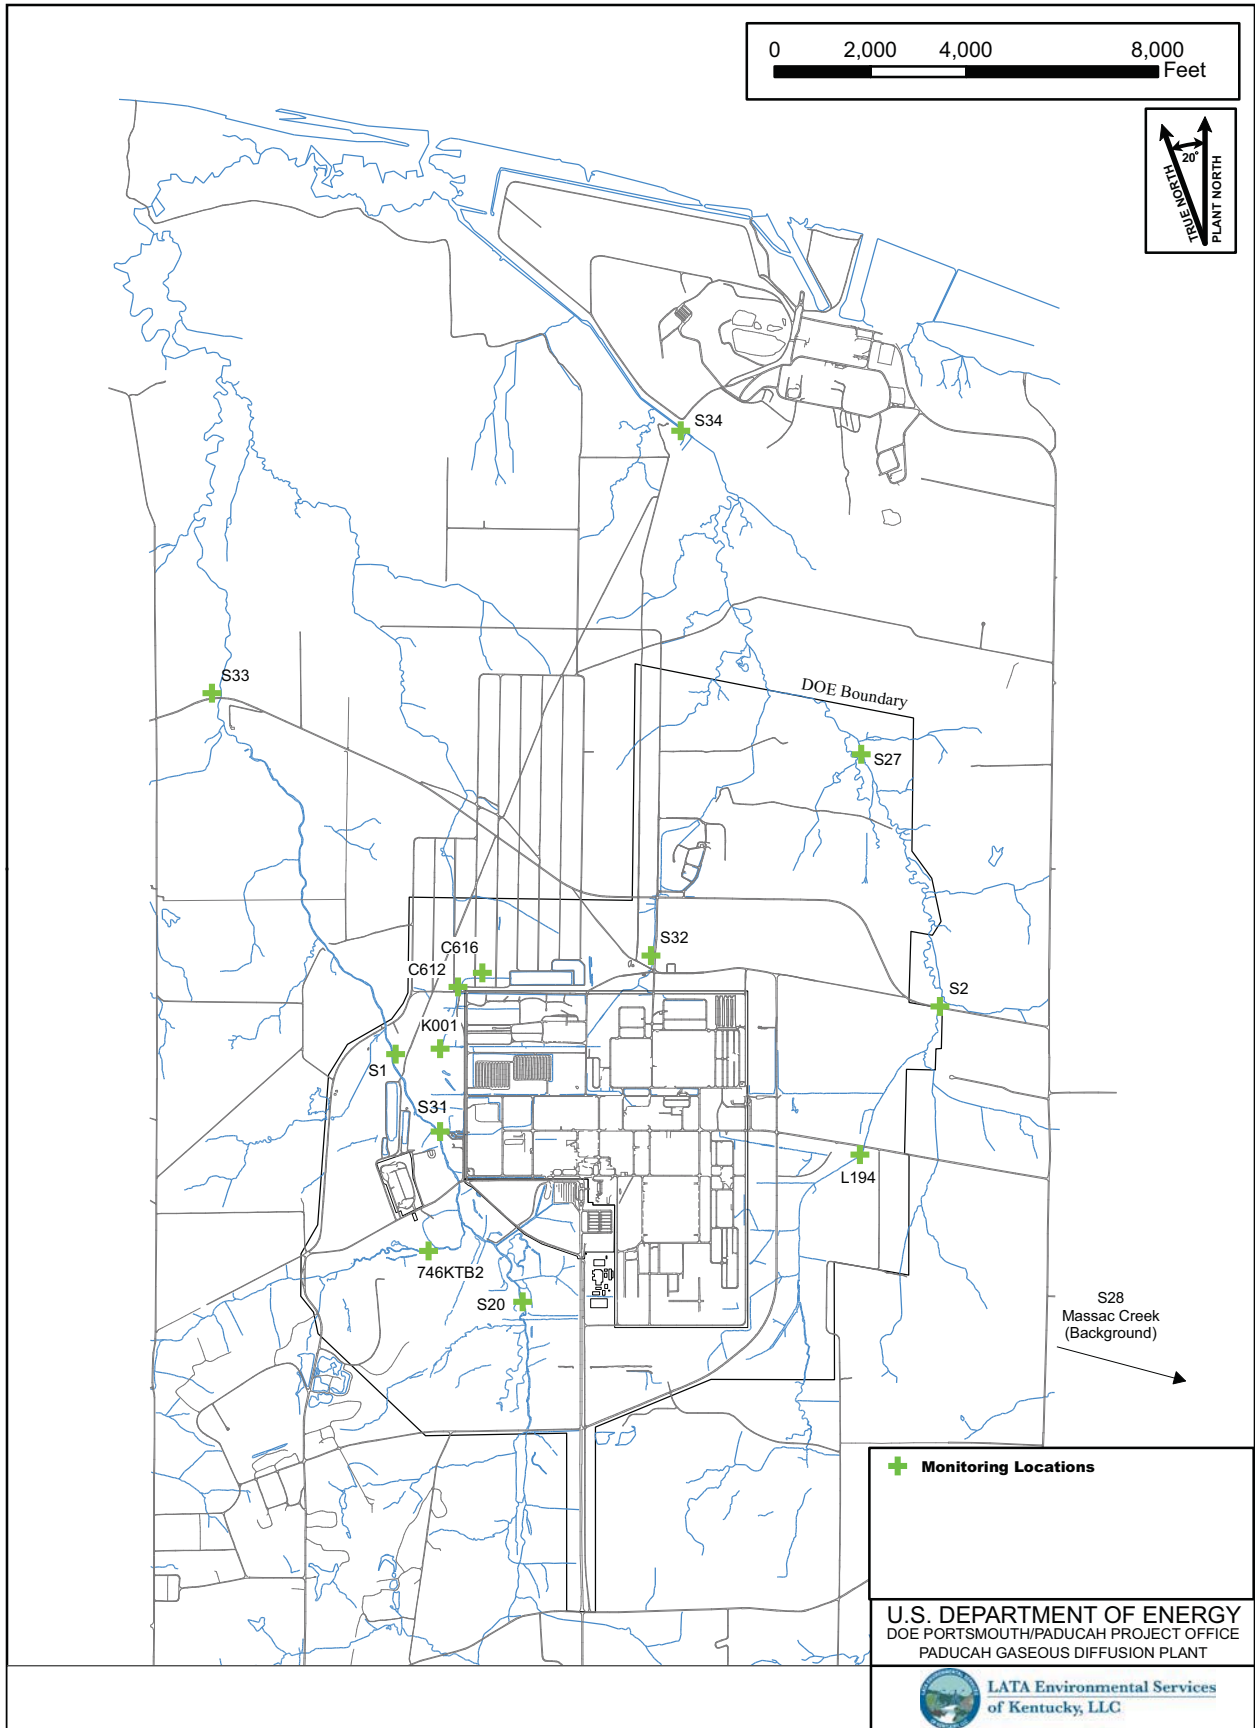 0 2,000 4,000 8,000
Feet
20°
TRUE NORTH
PLANT NORTH
S34
S33
DOE Boundary
S27
S32
C616
C612
S2
K001
S1
S31
L194
746KTB2
S20
S28
Massac Creek
(Background)
Monitoring Locations
U.S. DEPARTMENT OF ENERGY
DOE PORTSMOUTH/PADUCAH PROJECT OFFICE
PADUCAH GASEOUS DIFFUSION PLANT
LATA Environmental Services
of Kentucky, LLC